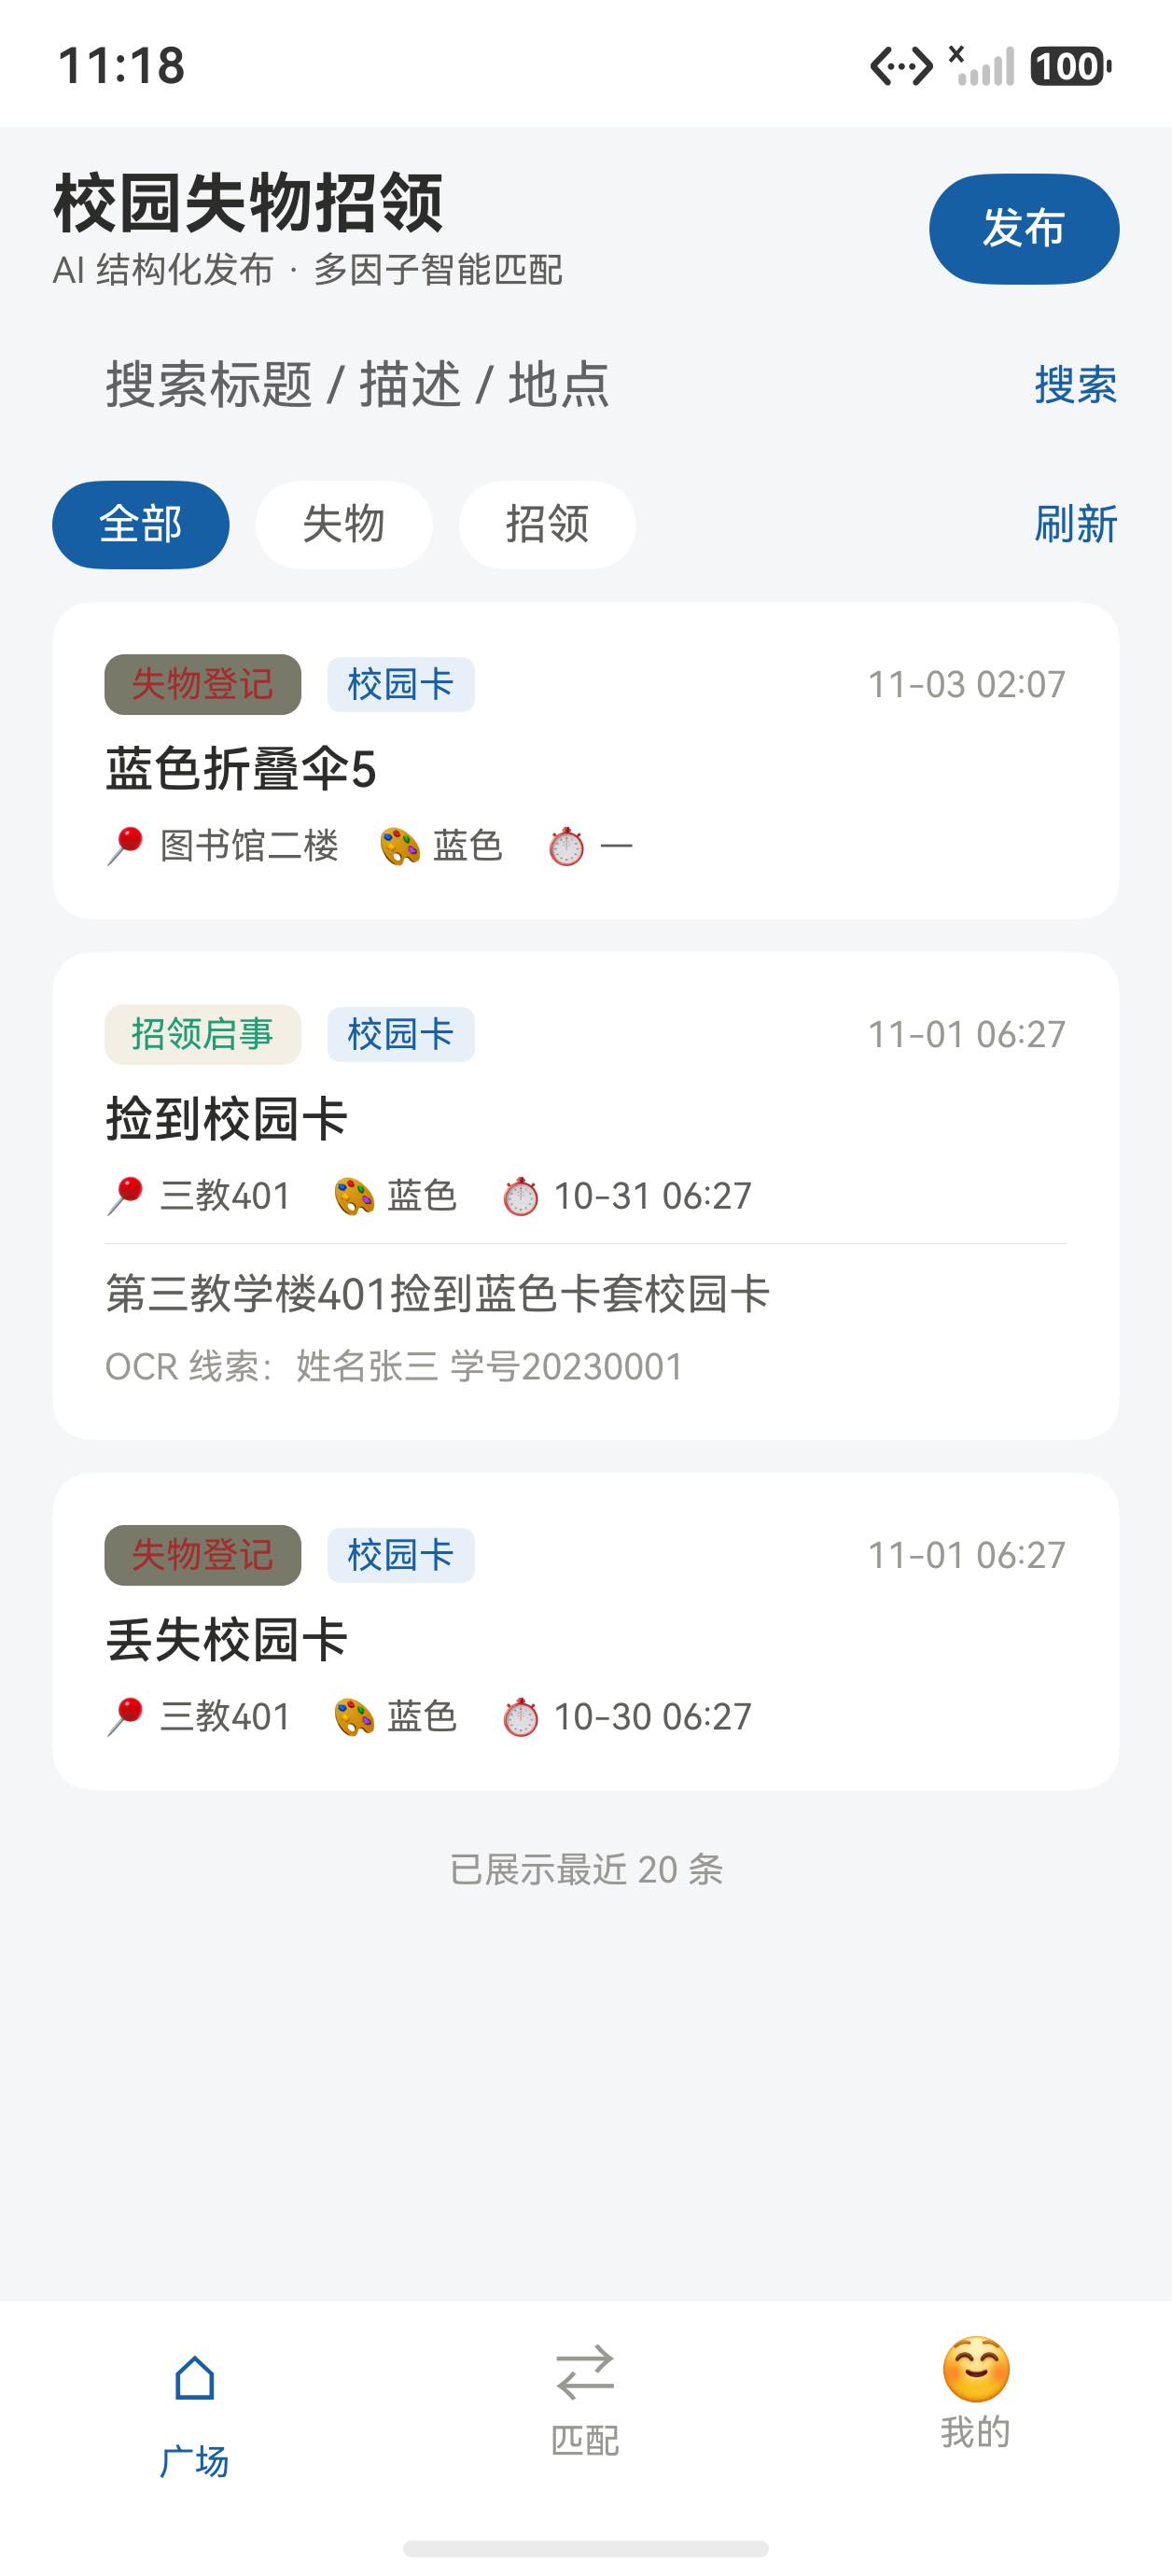 11:18
100
校园失物招领
发布
AI 结构化发布 · 多因子智能匹配
搜索标题 / 描述 / 地点
搜索
全部
失物
招领
刷新
失物登记
校园卡
11-03 02:07
蓝色折叠伞5
图书馆二楼
蓝色
—
招领启事
校园卡
11-01 06:27
捡到校园卡
三教401
蓝色
10-31 06:27
第三教学楼401捡到蓝色卡套校园卡
OCR 线索：姓名张三 学号20230001
失物登记
校园卡
11-01 06:27
丢失校园卡
三教401
蓝色
10-30 06:27
已展示最近 20 条
广场
匹配
我的